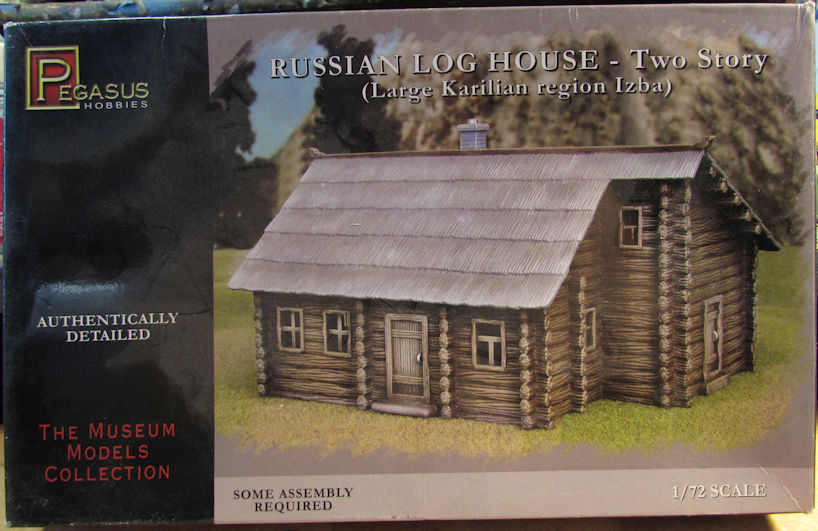 PEGASUS
HOBBIES
RUSSIAN LOG HOUSE - Two Story
(Large Karilian region Izba)
AUTHENTICALLY
DETAILED
THE MUSEUM
MODELS
COLLECTION
SOME ASSEMBLY
REQUIRED
1/72 SCALE